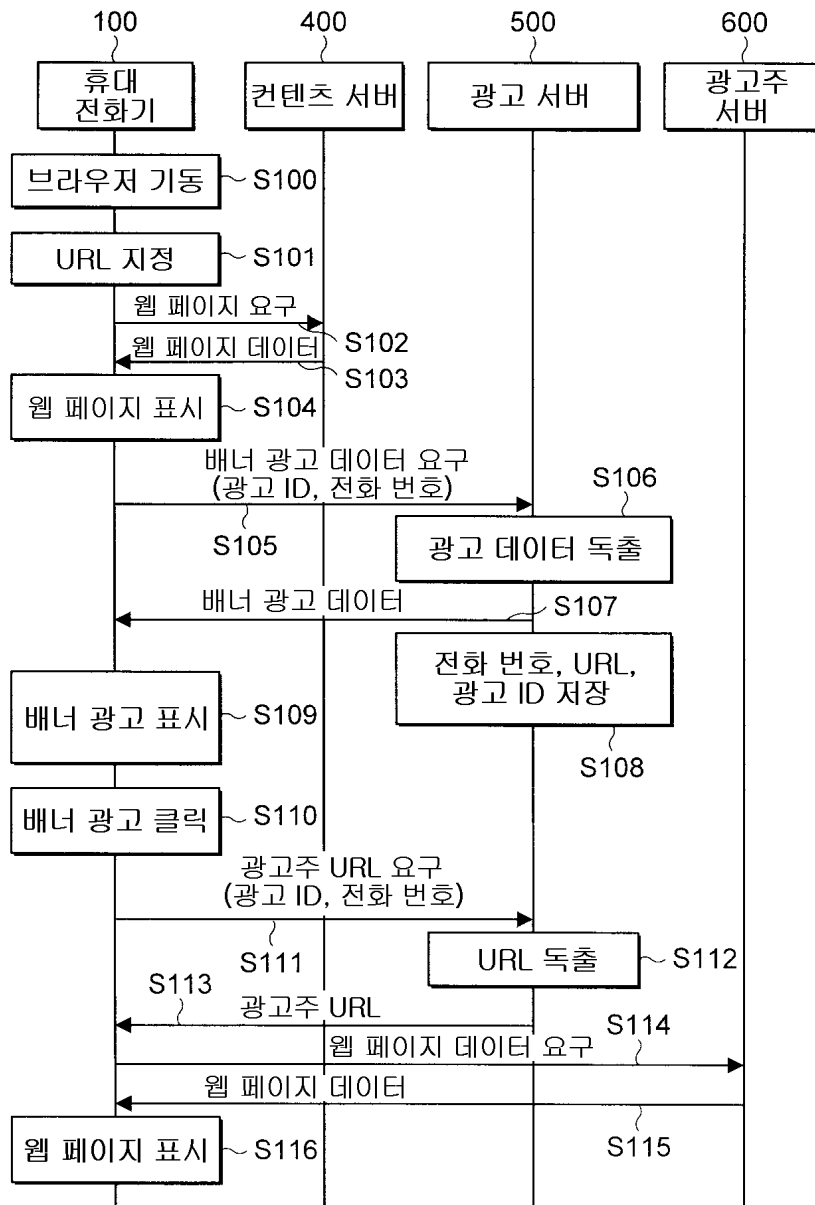 100
400
500
600
휴대
전화기
컨텐츠 서버
광고 서버
광고주
서버
브라우저 기동
S100
URL 지정
S101
웹 페이지 요구
S102
웹 페이지 데이터
S103
웹 페이지 표시
S104
배너 광고 데이터 요구
(광고 ID, 전화 번호)
S105
S106
광고 데이터 독출
배너 광고 데이터
S107
전화 번호, URL,
광고 ID 저장
S108
배너 광고 표시
S109
배너 광고 클릭
S110
광고주 URL 요구
(광고 ID, 전화 번호)
S111
URL 독출
S112
S113
광고주 URL
S114
웹 페이지 데이터 요구
웹 페이지 데이터
S115
웹 페이지 표시
S116